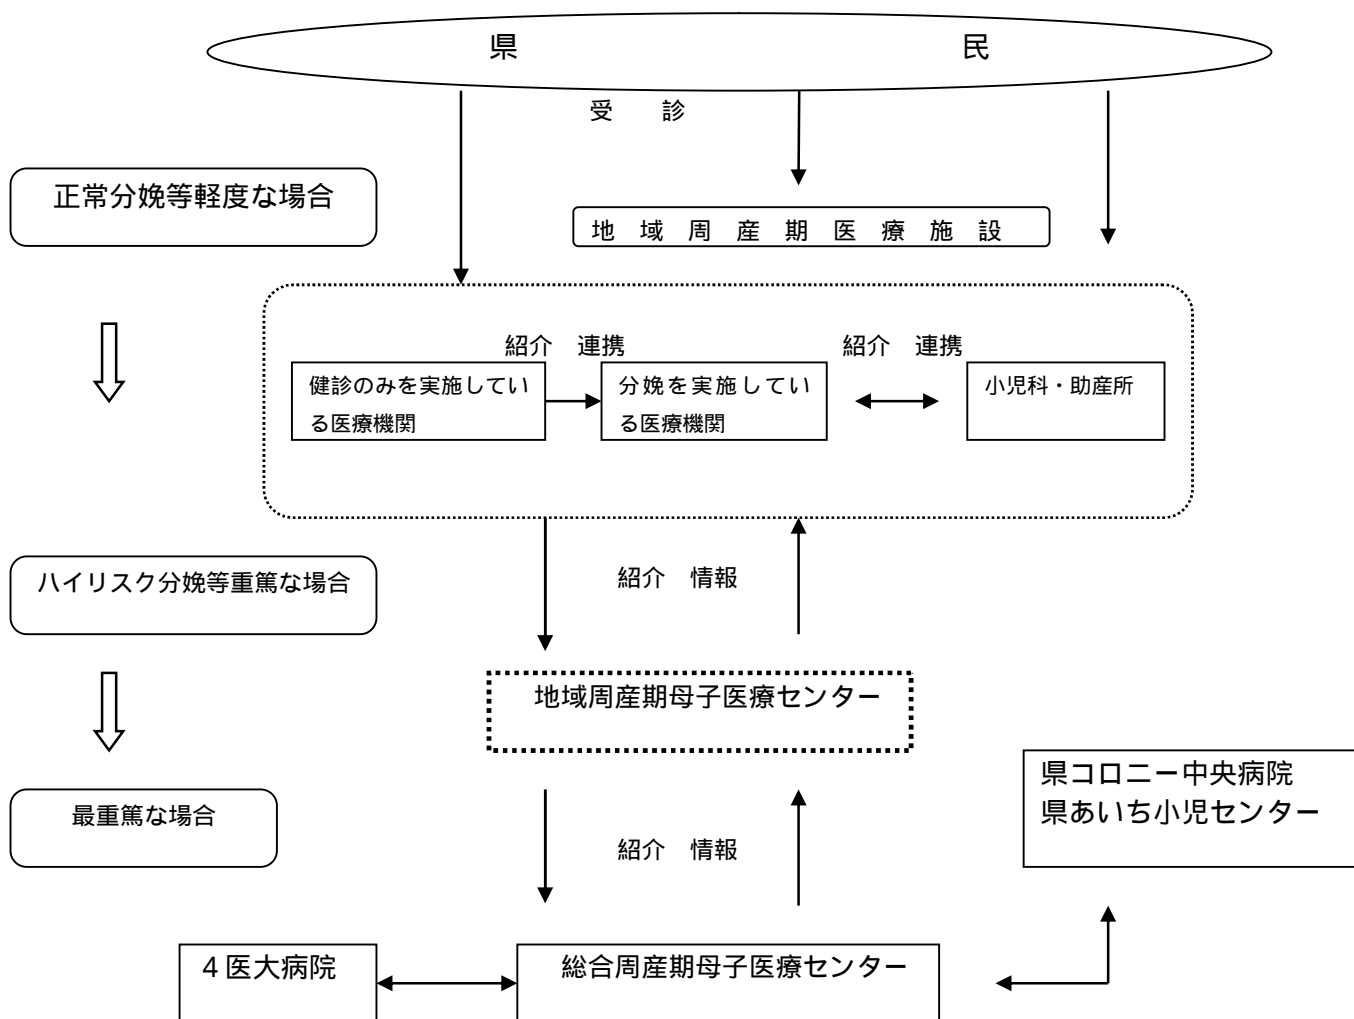 県 民
受 診
正常分娩等軽度な場合
地 域 周 産 期 医 療 施 設
紹介 連携
紹介 連携
健診のみを実施してい
る医療機関
分娩を実施してい
る医療機関
小児科・助産所
ハイリスク分娩等重篤な場合
紹介 情報
地域周産期母子医療センター
県コロニー中央病院
県あいち小児センター
最重篤な場合
紹介 情報
４医大病院
総合周産期母子医療センター